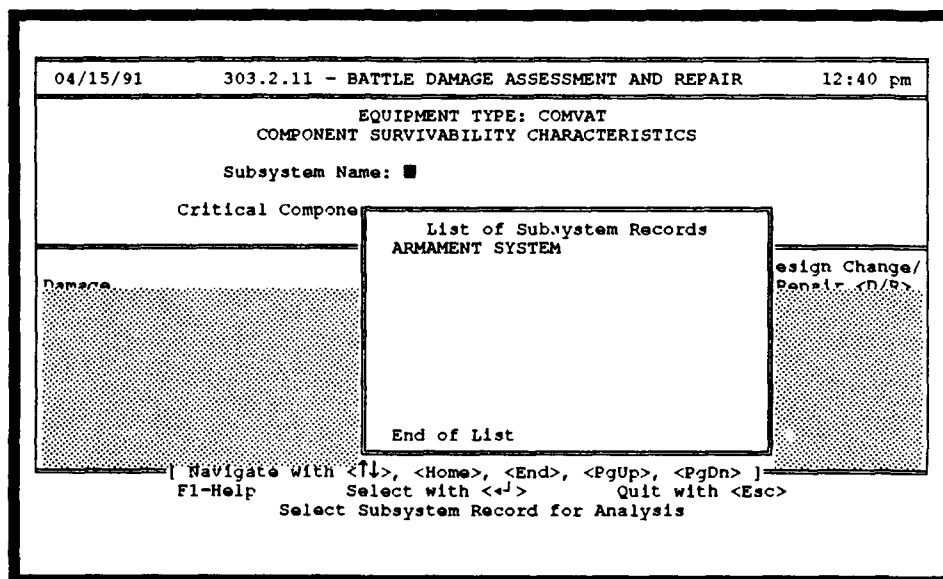 04/15/91 303.2.11 - BATTLE DAMAGE ASSESSMENT AND REPAIR 12:40 pm
EQUIPMENT TYPE: COMVAT
COMPONENT SURVIVABILITY CHARACTERISTICS
Subsystem Name:
Critical Compone
List of Subsystem Records
ARMAMENT SYSTEM
esign Change/
Damage Repair <D/R>
End of List
[ Navigate with <↑↓>, <Home>, <End>, <PgUp>, <PgDn> ]
F1-Help Select with <↵> Quit with <Esc>
Select Subsystem Record for Analysis